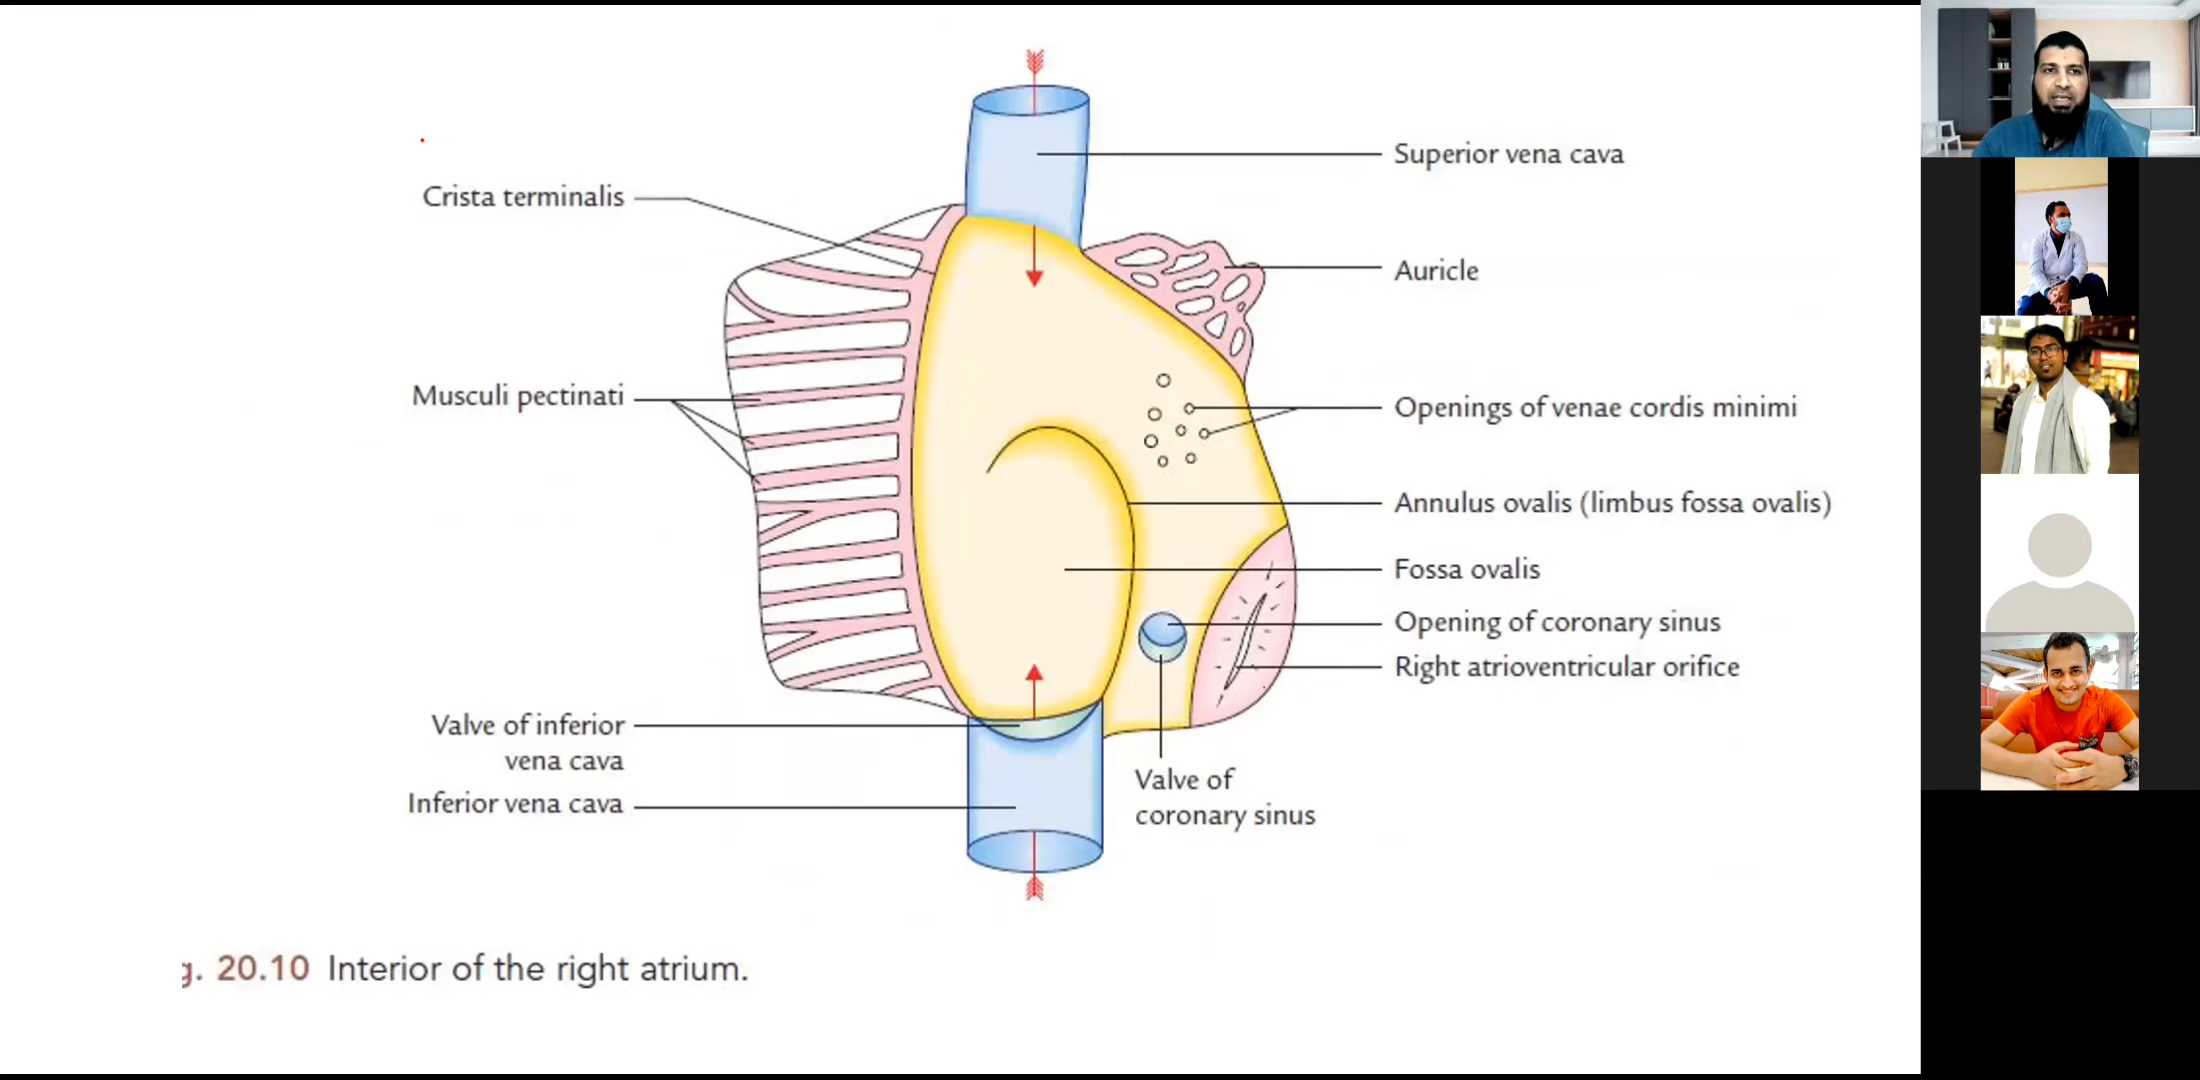 Superior vena cava
Crista terminalis
Auricle
Musculi pectinati
Openings of venae cordis minimi
Annulus ovalis (limbus fossa ovalis)
Fossa ovalis
Opening of coronary sinus
Right atrioventricular orifice
Valve of inferior
vena cava
Inferior vena cava
Valve of
coronary sinus
g. 20.10 Interior of the right atrium.